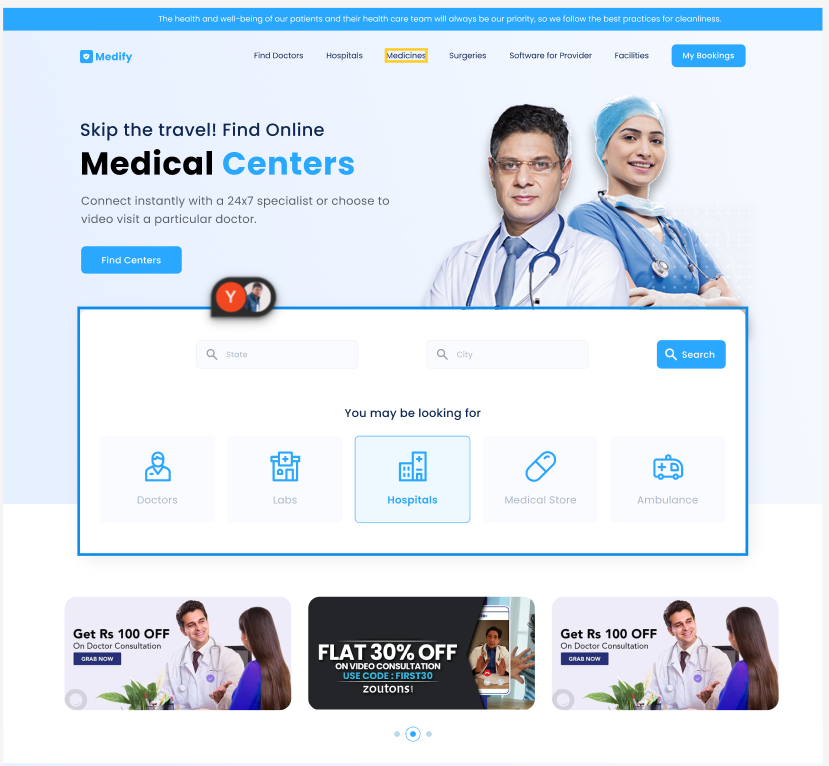 The health and well-being of our patients and their health care team will always be our priority, so we follow the best practices for cleanliness.
Medify
Find Doctors
Hospitals
Medicines
Surgeries
Software for Provider
Facilities
My Bookings
Skip the travel! Find Online
Medical Centers
Connect instantly with a 24x7 specialist or choose to
video visit a particular doctor.
Find Centers
Y
State
City
Search
You may be looking for
Doctors
Labs
Hospitals
Medical Store
Ambulance
Get Rs 100 OFF
On Doctor Consultation
GRAB NOW
FLAT 30% OFF
ON VIDEO CONSULTATION
USE CODE : FIRST30
zoutons!
Get Rs 100 OFF
On Doctor Consultation
GRAB NOW